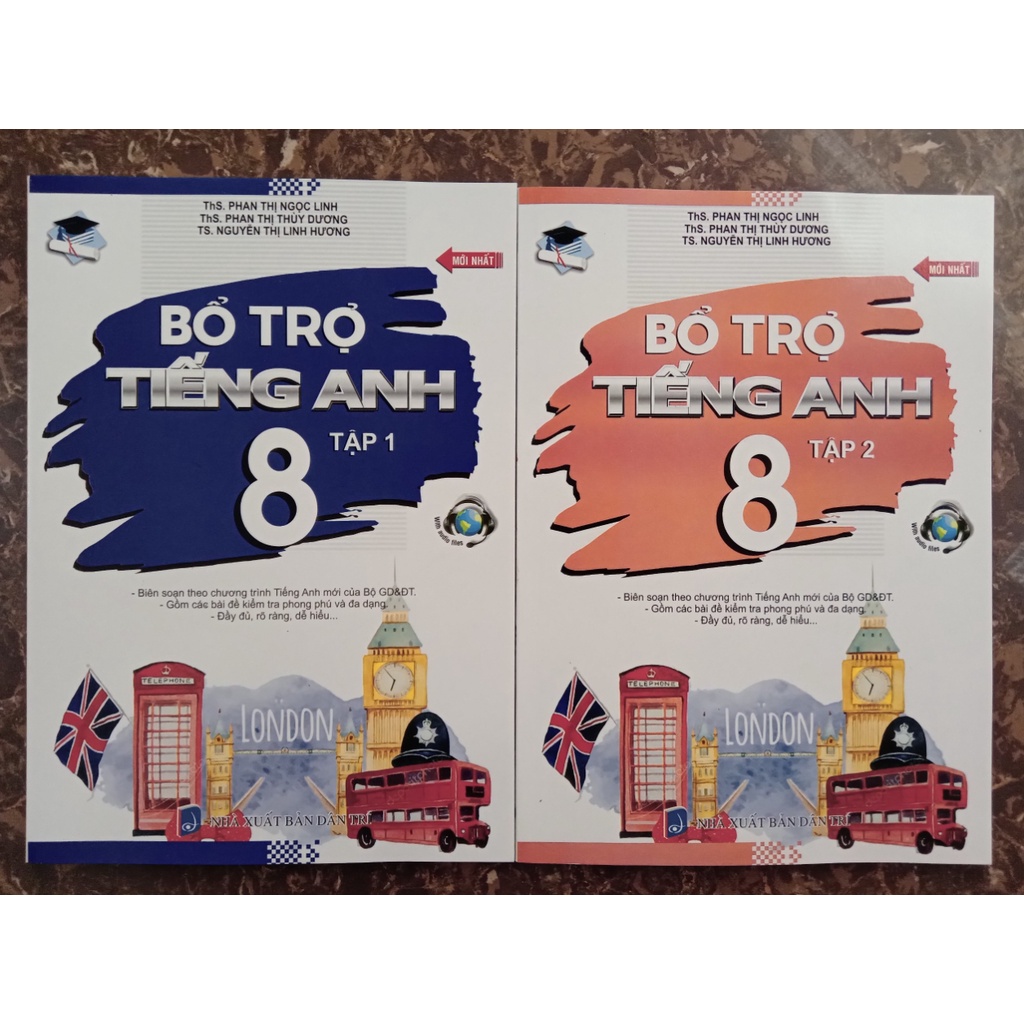 ThS. PHAN THỊ NGỌC LINH
ThS. PHAN THỊ THÙY DƯƠNG
TS. NGUYỄN THỊ LINH HƯƠNG
MỚI NHẤT
BỔ TRỢ
TIẾNG ANH
8
TẬP 1
With audio files
- Biên soạn theo chương trình Tiếng Anh mới của Bộ GD&ĐT.
- Gồm các bài đề kiểm tra phong phú và đa dạng.
- Đầy đủ, rõ ràng, dễ hiểu...
TELEPHONE
LONDON
NHÀ XUẤT BẢN DÂN TRÍ
ThS. PHAN THỊ NGỌC LINH
ThS. PHAN THỊ THÙY DƯƠNG
TS. NGUYỄN THỊ LINH HƯƠNG
MỚI NHẤT
BỔ TRỢ
TIẾNG ANH
8
TẬP 2
With audio files
- Biên soạn theo chương trình Tiếng Anh mới của Bộ GD&ĐT.
- Gồm các bài đề kiểm tra phong phú và đa dạng.
- Đầy đủ, rõ ràng, dễ hiểu...
TELEPHONE
LONDON
NHÀ XUẤT BẢN DÂN TRÍ